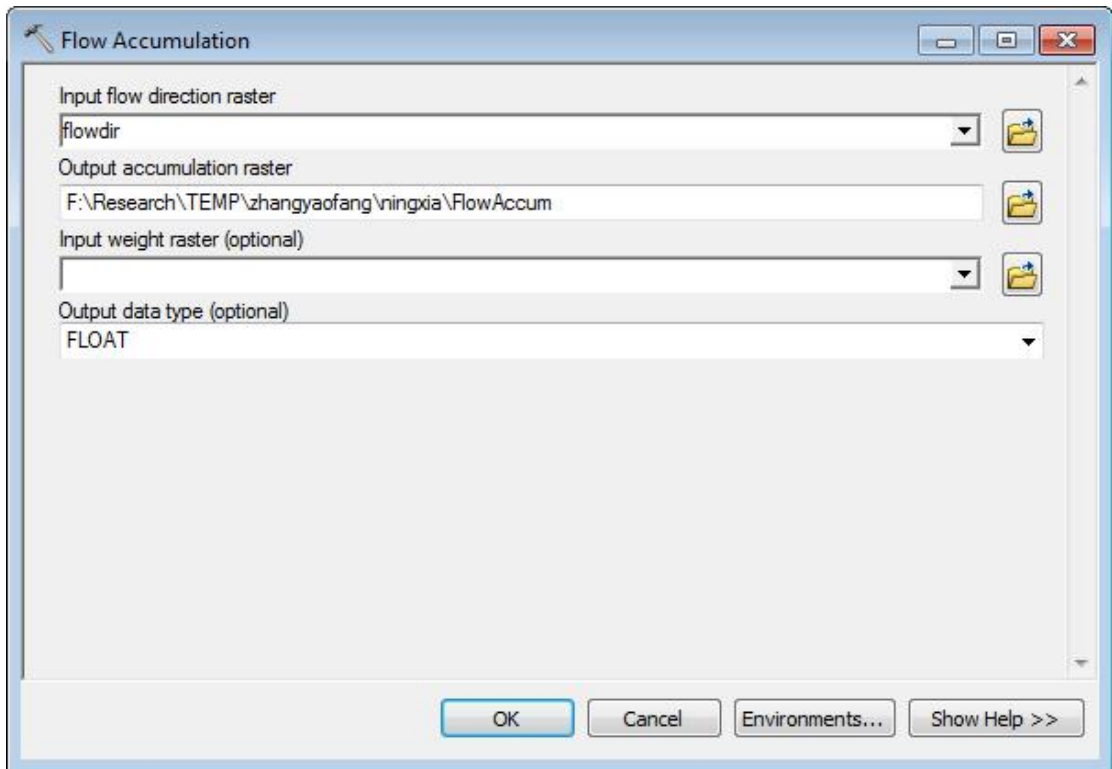 Flow Accumulation
Input flow direction raster
flowdir
Output accumulation raster
F:\Research\TEMP\zhangyaofang\ningxia\FlowAccum
Input weight raster (optional)
Output data type (optional)
FLOAT
OK Cancel Environments... Show Help >>